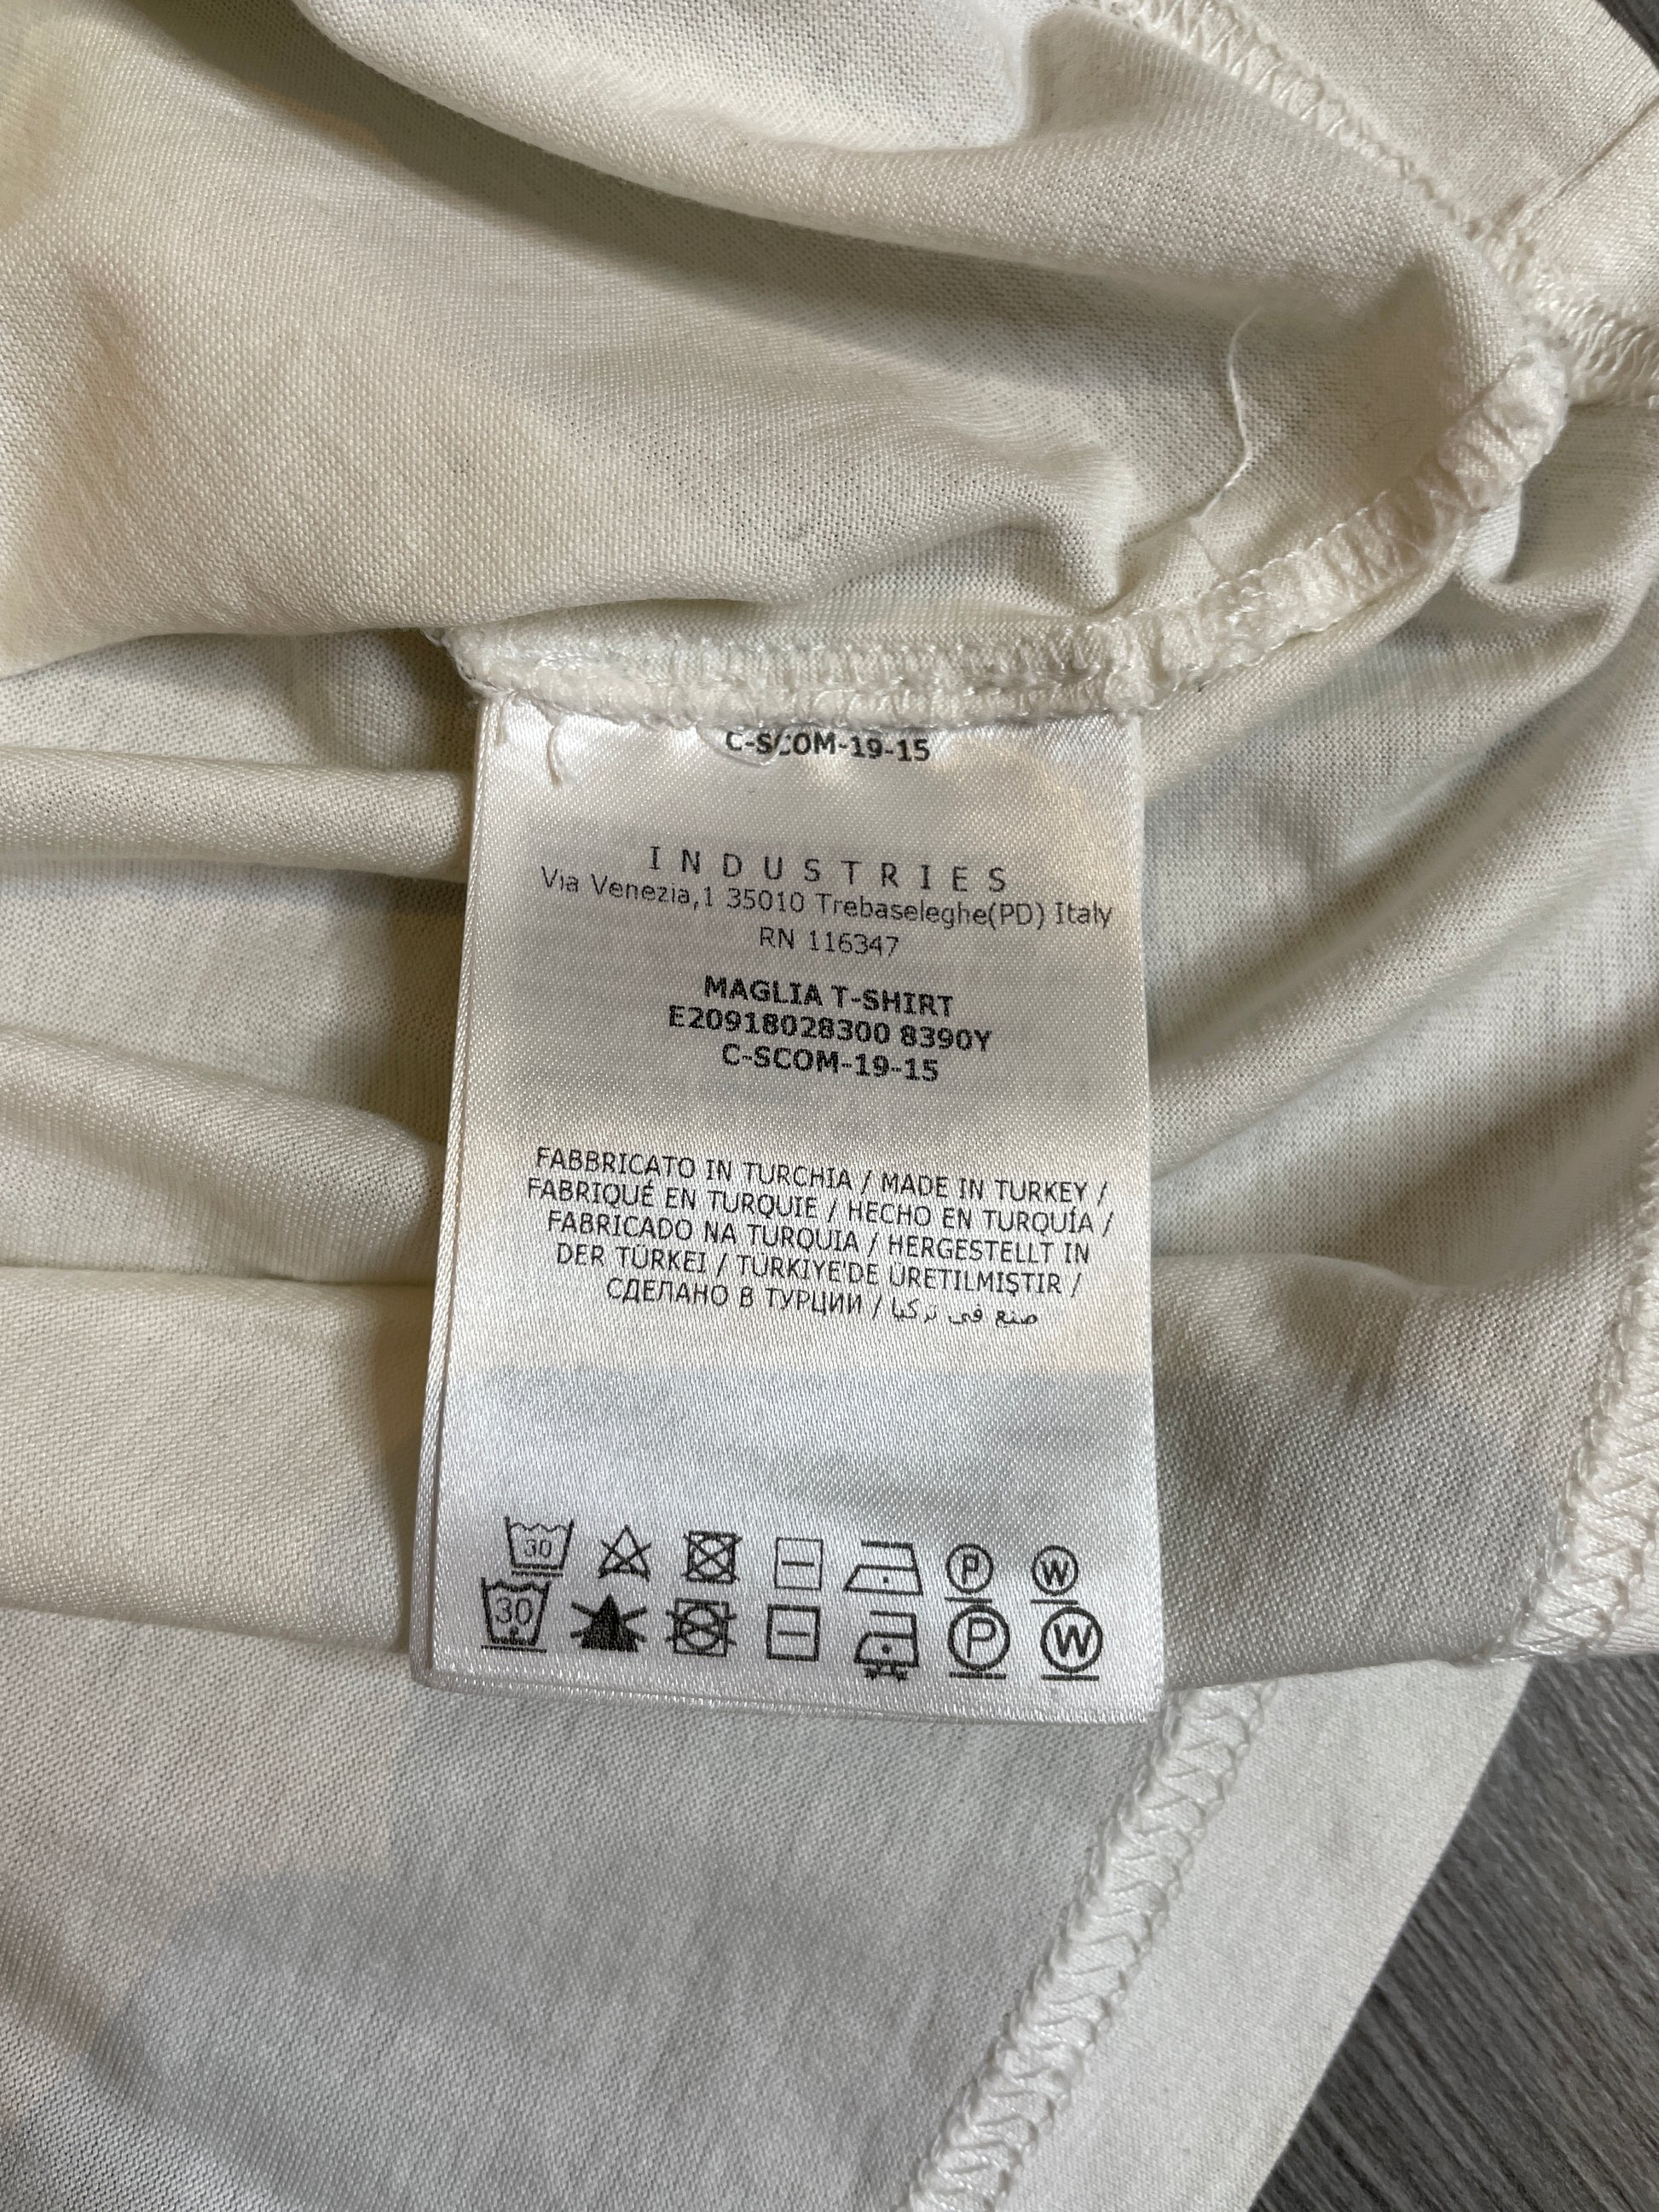 C-SCOM-19-15
INDUSTRIES
Via Venezia,1 35010 Trebaseleghe(PD) Italy
RN 116347
MAGLIA T-SHIRT
E20918028300 8390Y
C-SCOM-19-15
FABBRICATO IN TURCHIA / MADE IN TURKEY /
FABRIQUÉ EN TURQUIE / HECHO EN TURQUÍA /
FABRICADO NA TURQUIA / HERGESTELLT IN
DER TÜRKEI / TÜRKIYE'DE ÜRETILMIŞTIR /
СДЕЛАНО В ТУРЦИИ / صنع في تركيا
30 P W
30 P W